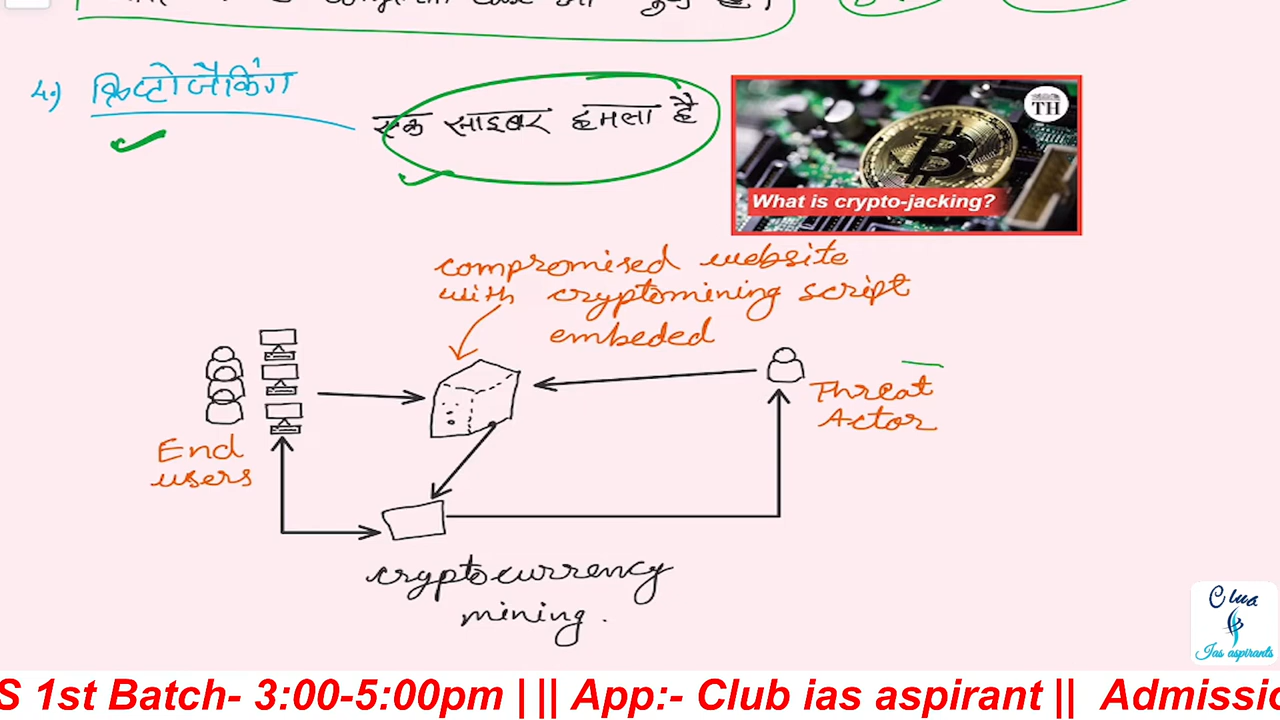 4.) क्रिप्टोजैकिंग
एक साइबर हमला है
TH
What is crypto-jacking?
compromised website
with cryptomining script
embeded
Threat
Actor
End
users
cryptocurrency
mining.
Club
Ias aspirants
S 1st Batch- 3:00-5:00pm | || App:- Club ias aspirant || Admissio